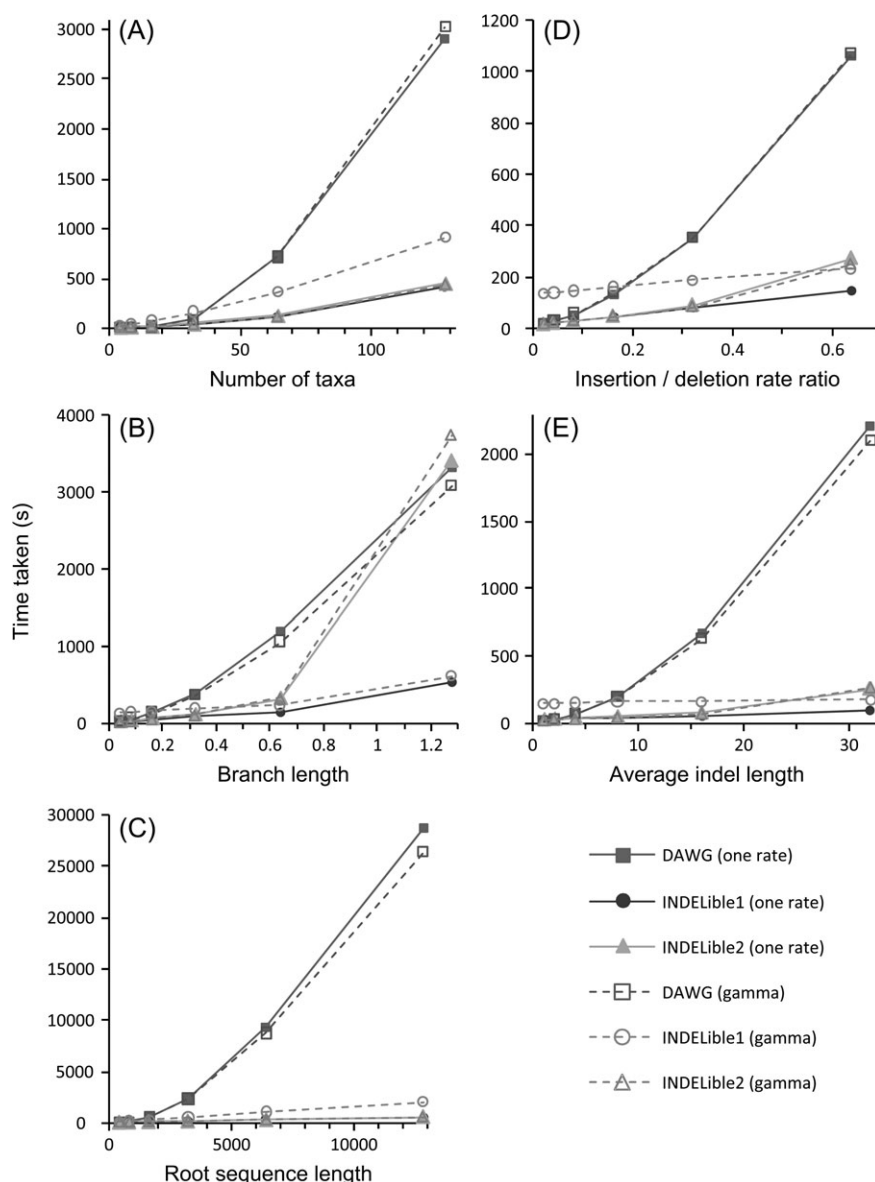 (A)
3000
2500
2000
1500
1000
500
0
0 50 100
Number of taxa
(D)
1200
1000
800
600
400
200
0
0 0.2 0.4 0.6
Insertion / deletion rate ratio
(B)
4000
3000
2000
1000
0
0 0.2 0.4 0.6 0.8 1 1.2
Branch length
Time taken (s)
(E)
2000
1500
1000
500
0
0 10 20 30
Average indel length
(C)
30000
25000
20000
15000
10000
5000
0
0 5000 10000
Root sequence length
DAWG (one rate)
INDELible1 (one rate)
INDELible2 (one rate)
DAWG (gamma)
INDELible1 (gamma)
INDELible2 (gamma)